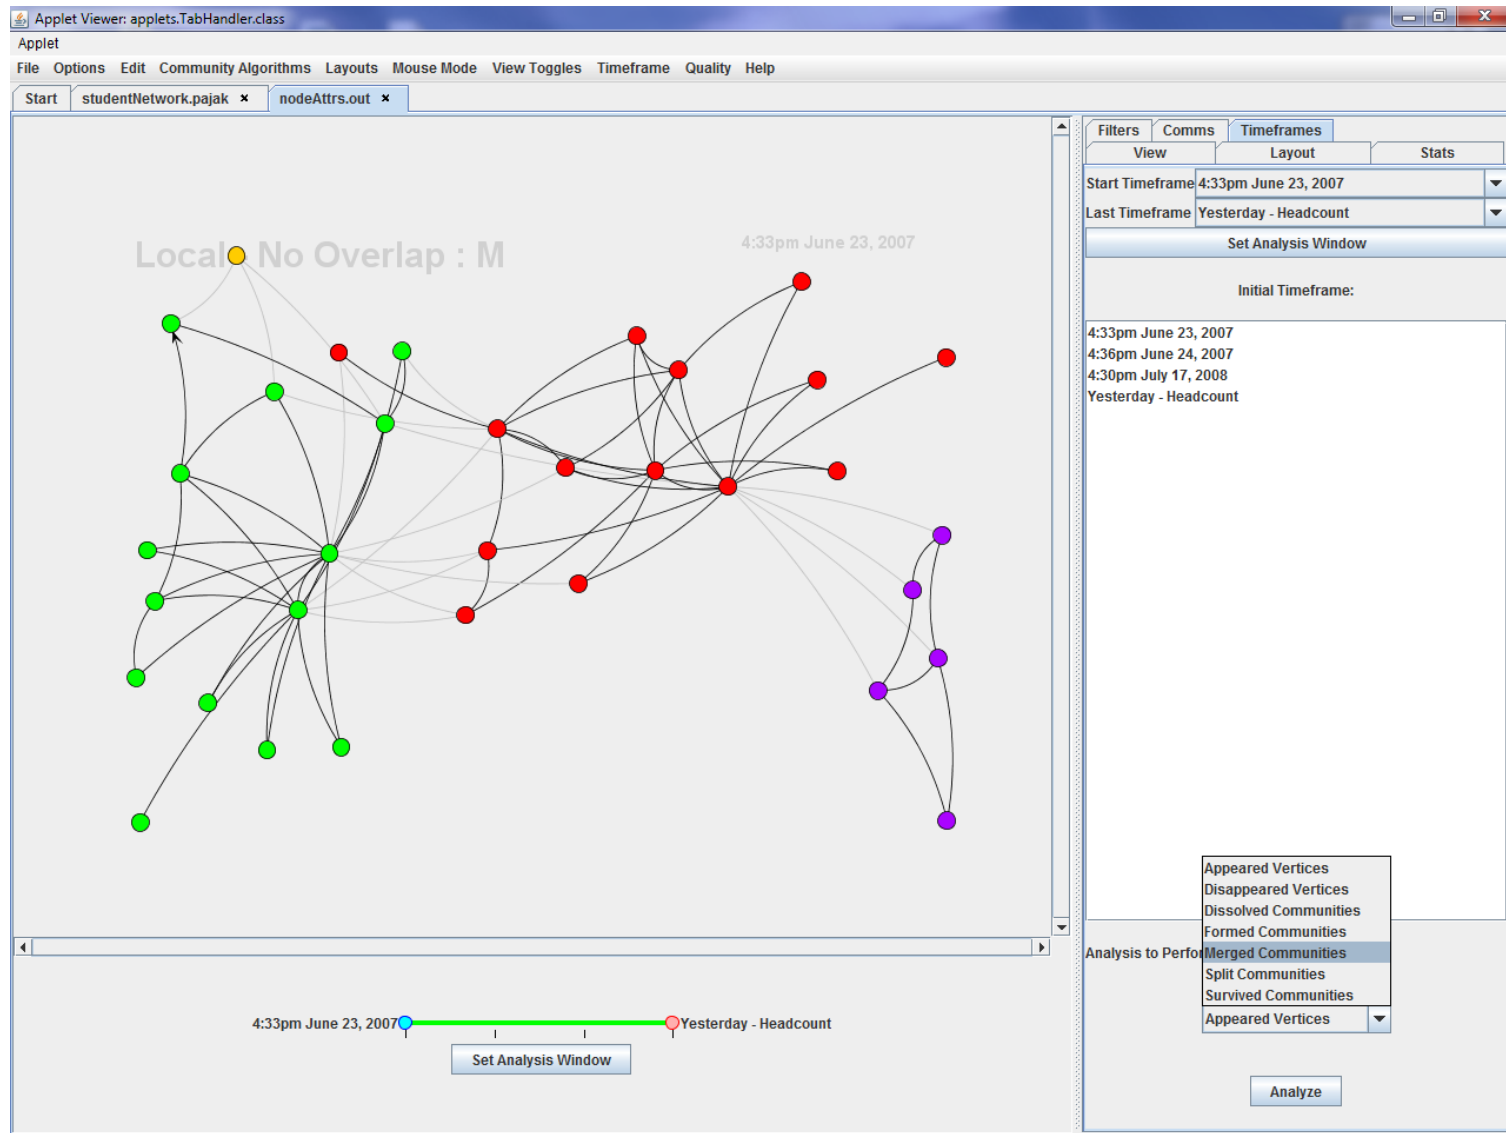 Applet Viewer: applets.TabHandler.class
Applet
File Options Edit Community Algorithms Layouts Mouse Mode View Toggles Timeframe Quality Help
Start studentNetwork.pajak × nodeAttrs.out ×
Filters Comms Timeframes
View Layout Stats
Start Timeframe 4:33pm June 23, 2007
Last Timeframe Yesterday - Headcount
Set Analysis Window
Initial Timeframe:
4:33pm June 23, 2007
4:36pm June 24, 2007
4:30pm July 17, 2008
Yesterday - Headcount
Local No Overlap : M
4:33pm June 23, 2007
Appeared Vertices
Disappeared Vertices
Dissolved Communities
Formed Communities
Analysis to Perfor Merged Communities
Split Communities
Survived Communities
Appeared Vertices
Analyze
4:33pm June 23, 2007 Yesterday - Headcount
Set Analysis Window